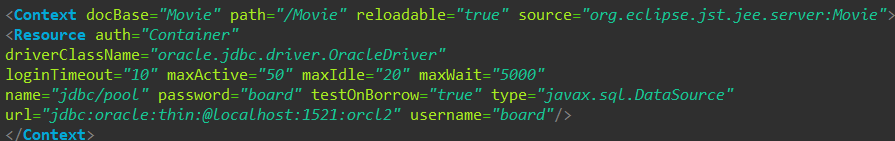 <Context docBase="Movie" path="/Movie" reloadable="true" source="org.eclipse.jst.jee.server:Movie">
<Resource auth="Container"
driverClassName="oracle.jdbc.driver.OracleDriver"
loginTimeout="10" maxActive="50" maxIdle="20" maxWait="5000"
name="jdbc/pool" password="board" testOnBorrow="true" type="javax.sql.DataSource"
url="jdbc:oracle:thin:@localhost:1521:orcl2" username="board"/>
</Context>